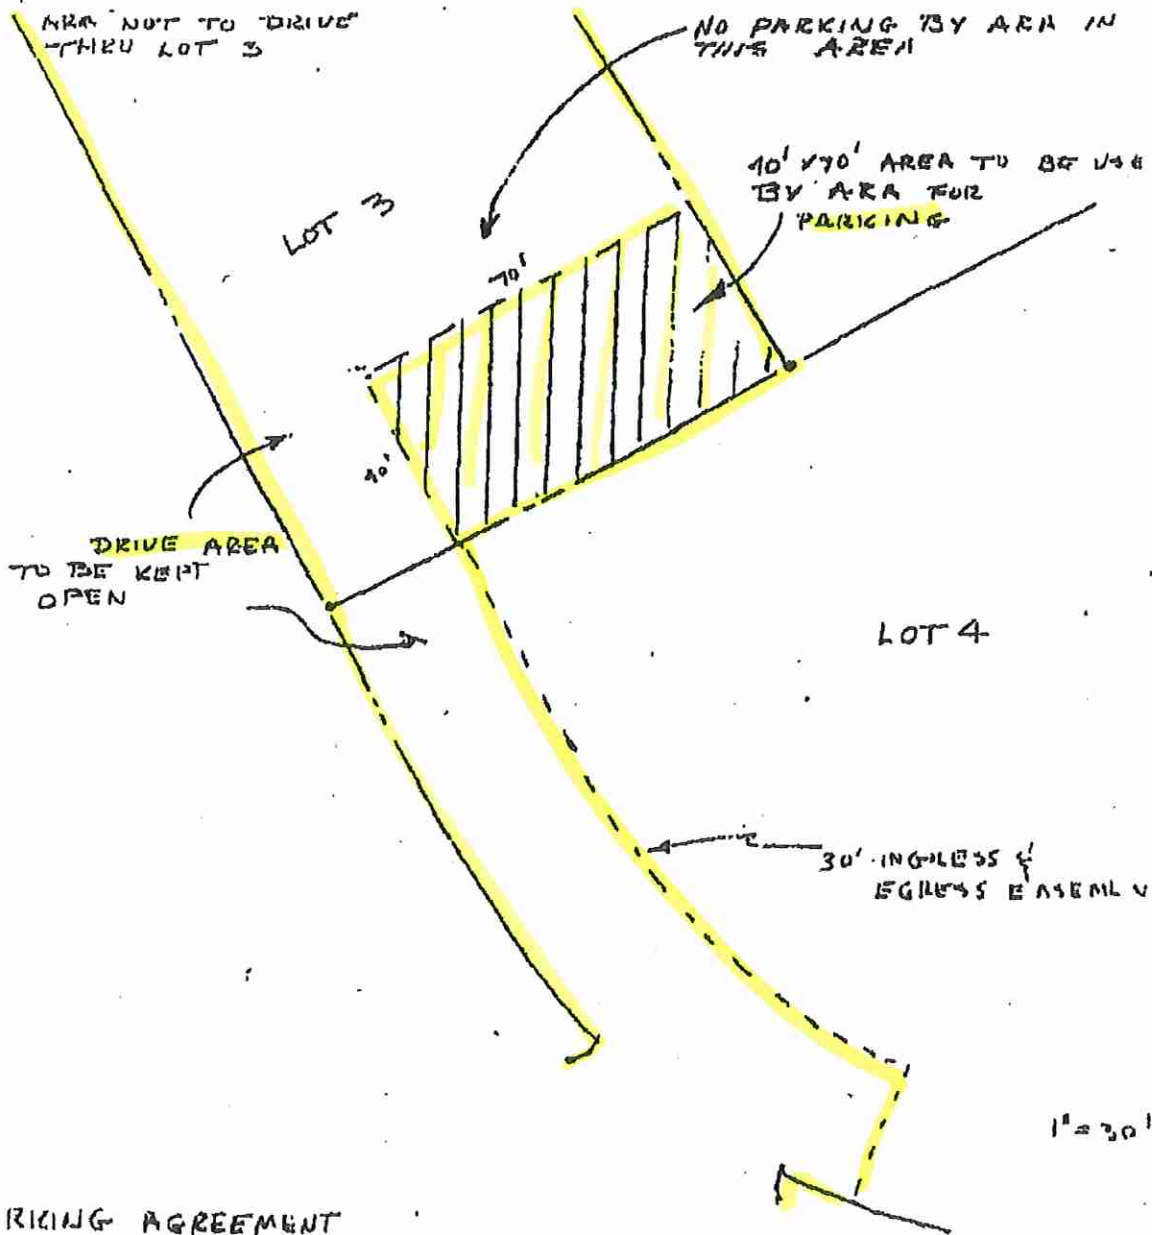 ARA NOT TO DRIVE
THRU LOT 3
NO PARKING BY ARA IN
THIS AREA
40' X 70' AREA TO BE USE
BY ARA FOR
PARKING
LOT 3
70'
40'
DRIVE AREA
TO BE KEPT
OPEN
LOT 4
30' INGRESS &
EGRESS
1" = 30'
RKING AGREEMENT